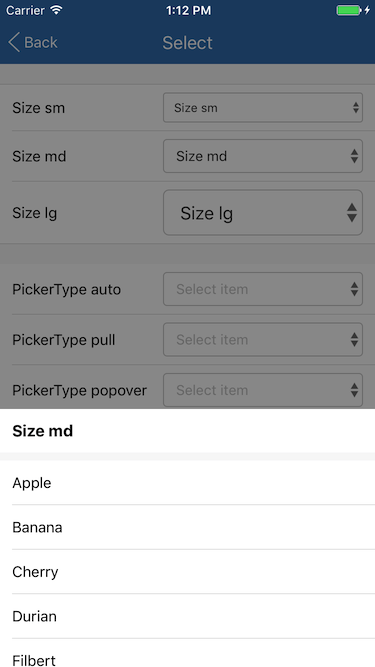 Carrier 1:12 PM
Back Select
Size sm Size sm
Size md Size md
Size lg Size lg
PickerType auto Select item
PickerType pull Select item
PickerType popover Select item
Size md
Apple
Banana
Cherry
Durian
Filbert